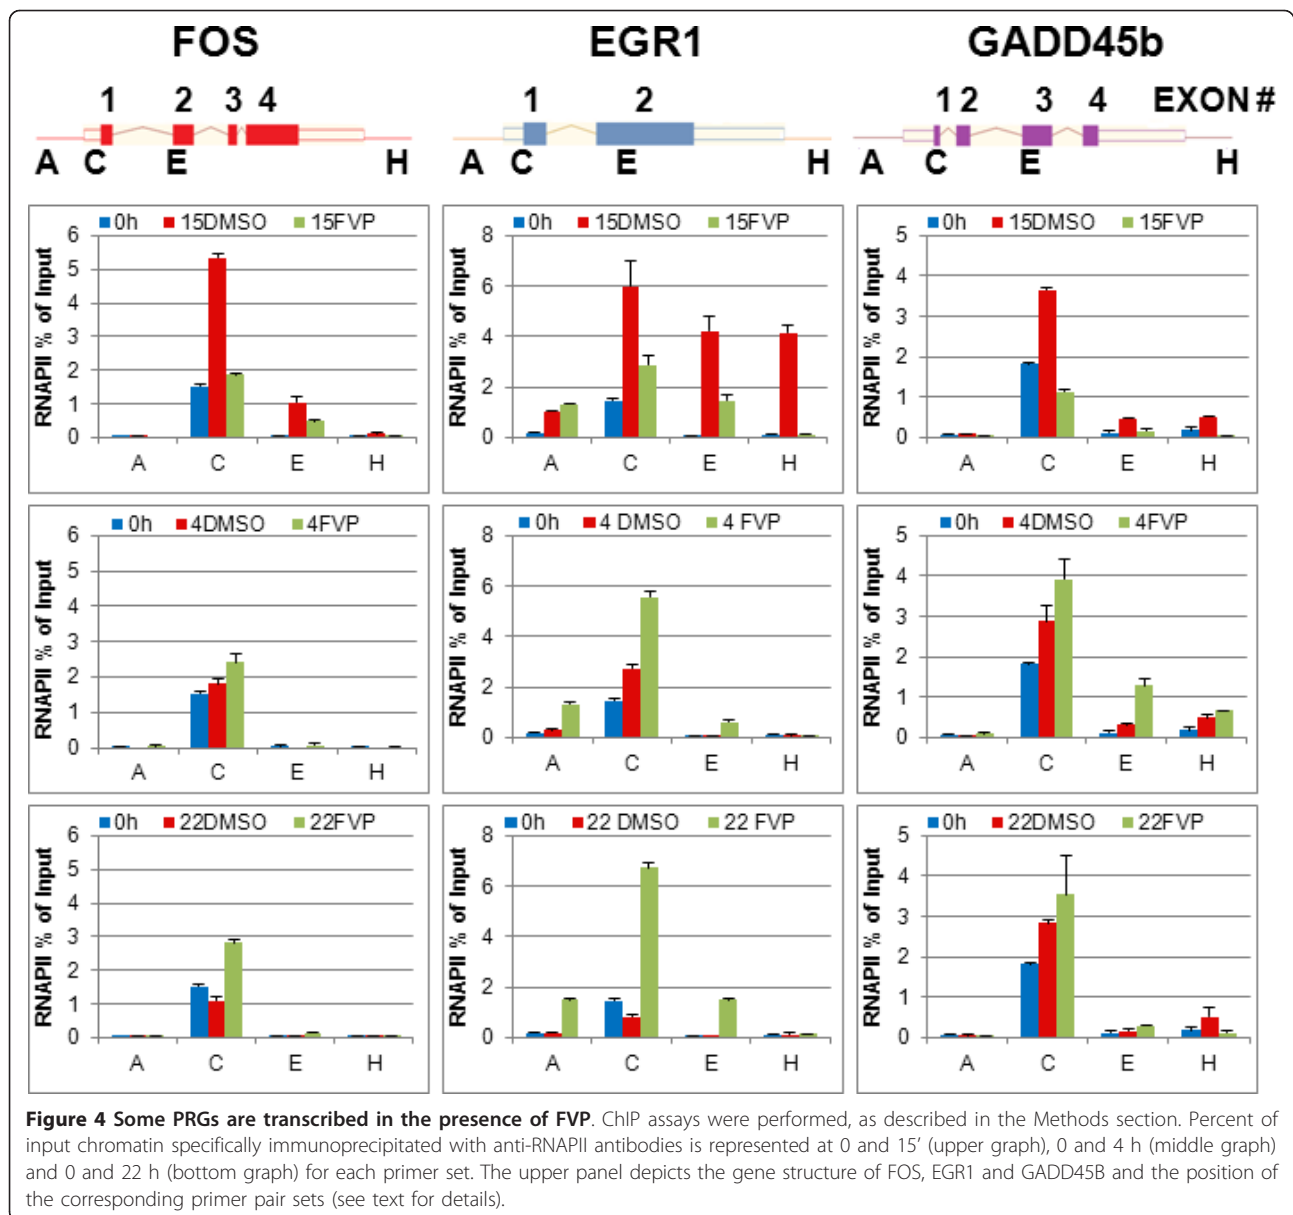 FOS EGR1 GADD45b
1 2 3 4 1 2 1 2 3 4 EXON #
A C E H A C E H A C E H
0h 15DMSO 15FVP
RNAPII % of Input
6
5
4
3
2
1
0
A C E H
0h 15DMSO 15FVP
RNAPII % of Input
8
6
4
2
0
A C E H
0h 15DMSO 15FVP
RNAPII % of Input
5
4
3
2
1
0
A C E H
0h 4DMSO 4FVP
RNAPII % of Input
6
5
4
3
2
1
0
A C E H
0h 4 DMSO 4 FVP
RNAPII % of Input
8
6
4
2
0
A C E H
0h 4DMSO 4FVP
RNAPII % of Input
5
4
3
2
1
0
A C E H
0h 22DMSO 22FVP
RNAPII % of Input
6
5
4
3
2
1
0
A C E H
0h 22 DMSO 22 FVP
RNAPII % of Input
8
6
4
2
0
A C E H
0h 22DMSO 22FVP
RNAPII % of Input
5
4
3
2
1
0
A C E H
Figure 4 Some PRGs are transcribed in the presence of FVP. ChIP assays were performed, as described in the Methods section. Percent of
input chromatin specifically immunoprecipitated with anti-RNAPII antibodies is represented at 0 and 15’ (upper graph), 0 and 4 h (middle graph)
and 0 and 22 h (bottom graph) for each primer set. The upper panel depicts the gene structure of FOS, EGR1 and GADD45B and the position of
the corresponding primer pair sets (see text for details).